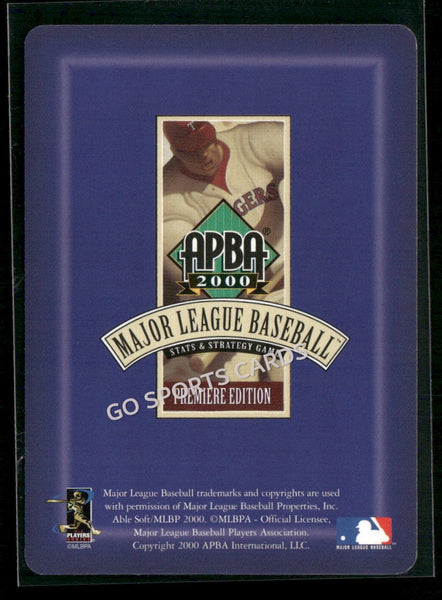 T
GERS
APBA®
2000
MAJOR LEAGUE BASEBALL™
STATS & STRATEGY GAME
GO SPORTS CARDS
PREMIERE EDITION
Major League Baseball trademarks and copyrights are used
with permission of Major League Baseball Properties, Inc.
Able Soft/MLBP 2000. ©MLBPA - Official Licensee,
Major League Baseball Players Association.
Copyright 2000 APBA International, LLC.
PLAYERS
©MLBPA
MAJOR LEAGUE BASEBALL